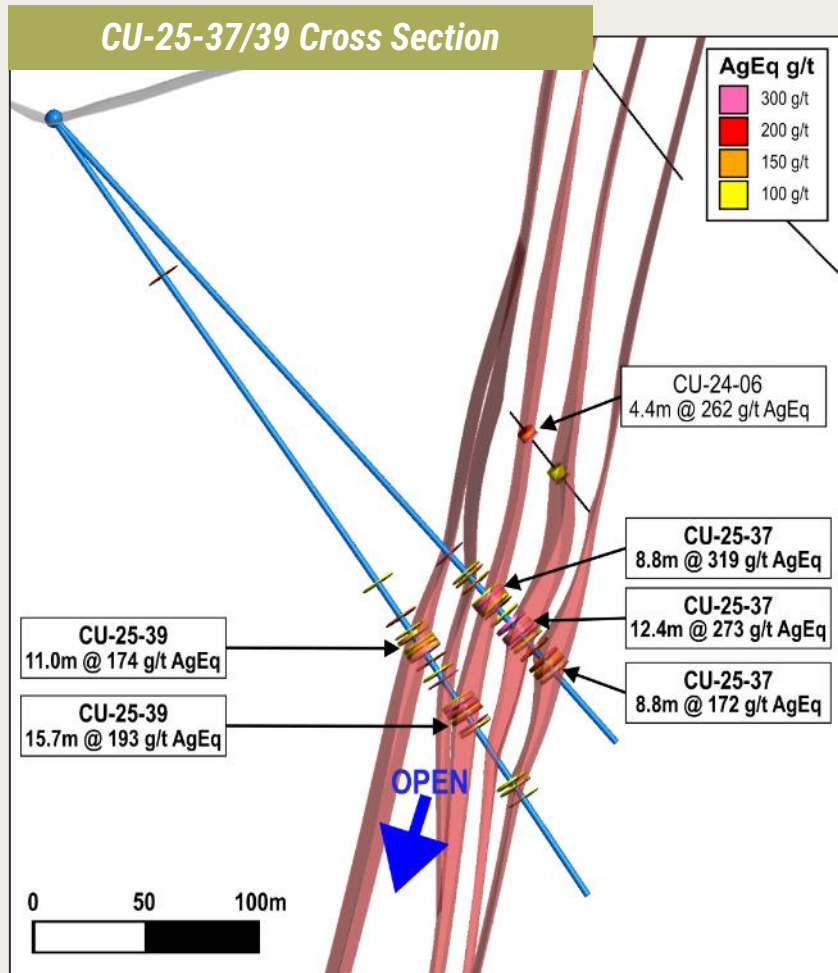 CU-25-37/39 Cross Section
AgEq g/t
300 g/t
200 g/t
150 g/t
100 g/t
CU-24-06
4.4m @ 262 g/t AgEq
CU-25-37
8.8m @ 319 g/t AgEq
CU-25-37
12.4m @ 273 g/t AgEq
CU-25-37
8.8m @ 172 g/t AgEq
CU-25-39
11.0m @ 174 g/t AgEq
CU-25-39
15.7m @ 193 g/t AgEq
OPEN
0 50 100m